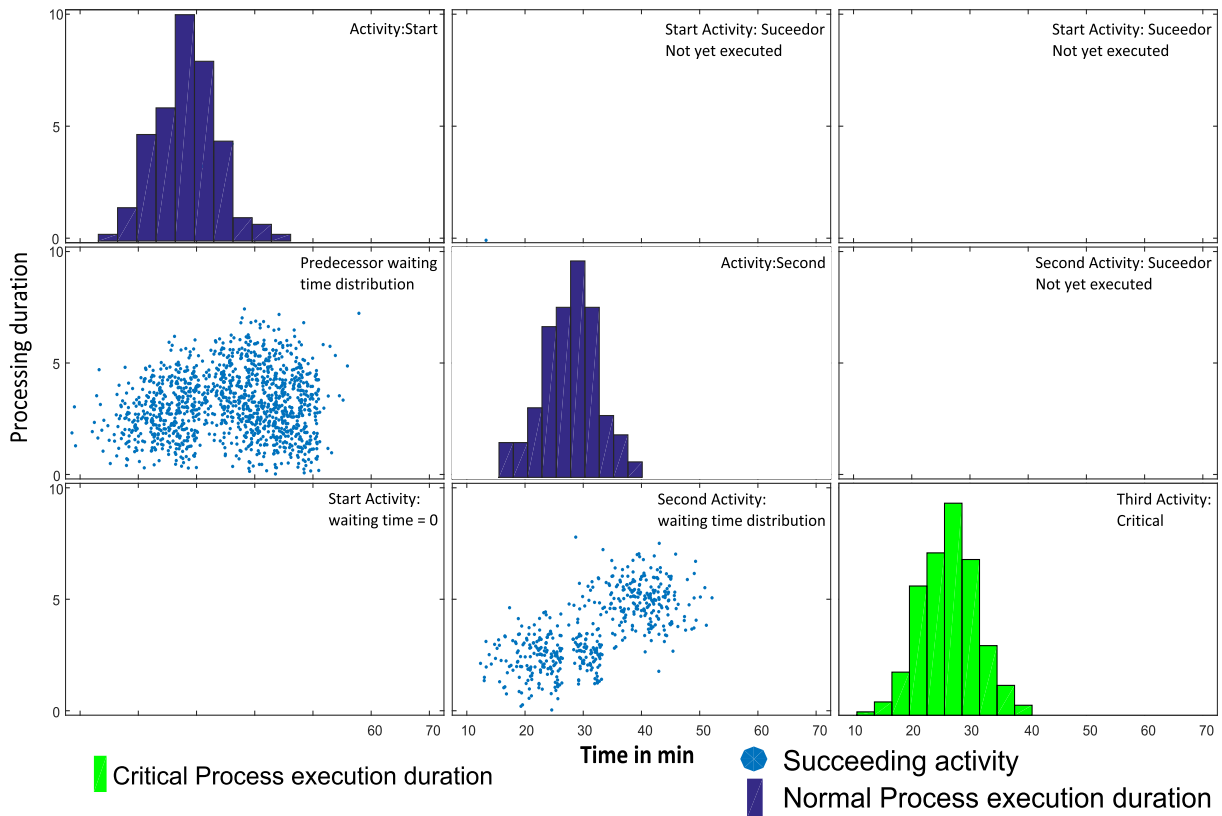 10
5
0
Activity:Start
Start Activity: Suceedor
Not yet executed
Start Activity: Suceedor
Not yet executed
Processing duration
10
5
0
Predecessor waiting
time distribution
Activity:Second
Second Activity: Suceedor
Not yet executed
10
5
0
Start Activity:
waiting time = 0
Second Activity:
waiting time distribution
Third Activity:
Critical
60 70
10 20 30 40 50 60 70
10 20 30 40 50 60 70
Time in min
Critical Process execution duration
Succeeding activity
Normal Process execution duration